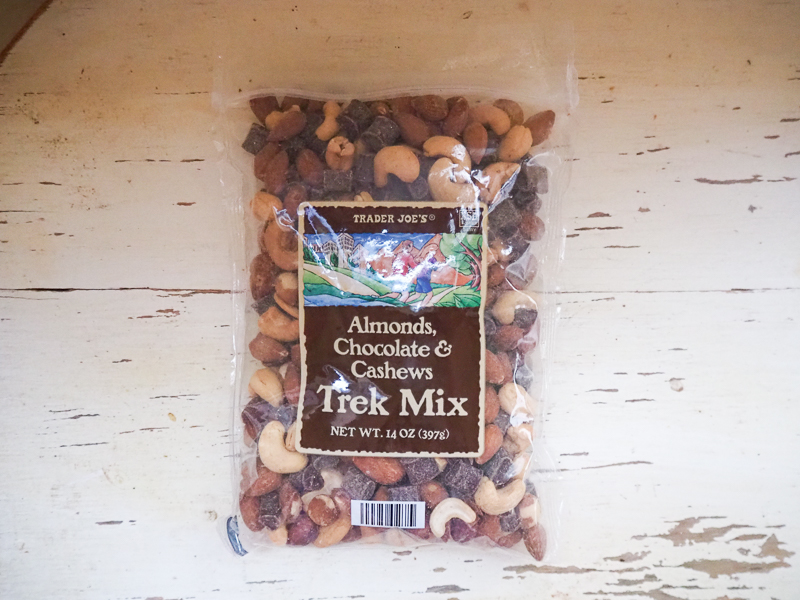 TRADER JOE'S®
Almonds,
Chocolate &
Cashews
Trek Mix
NET WT. 14 OZ (397g)